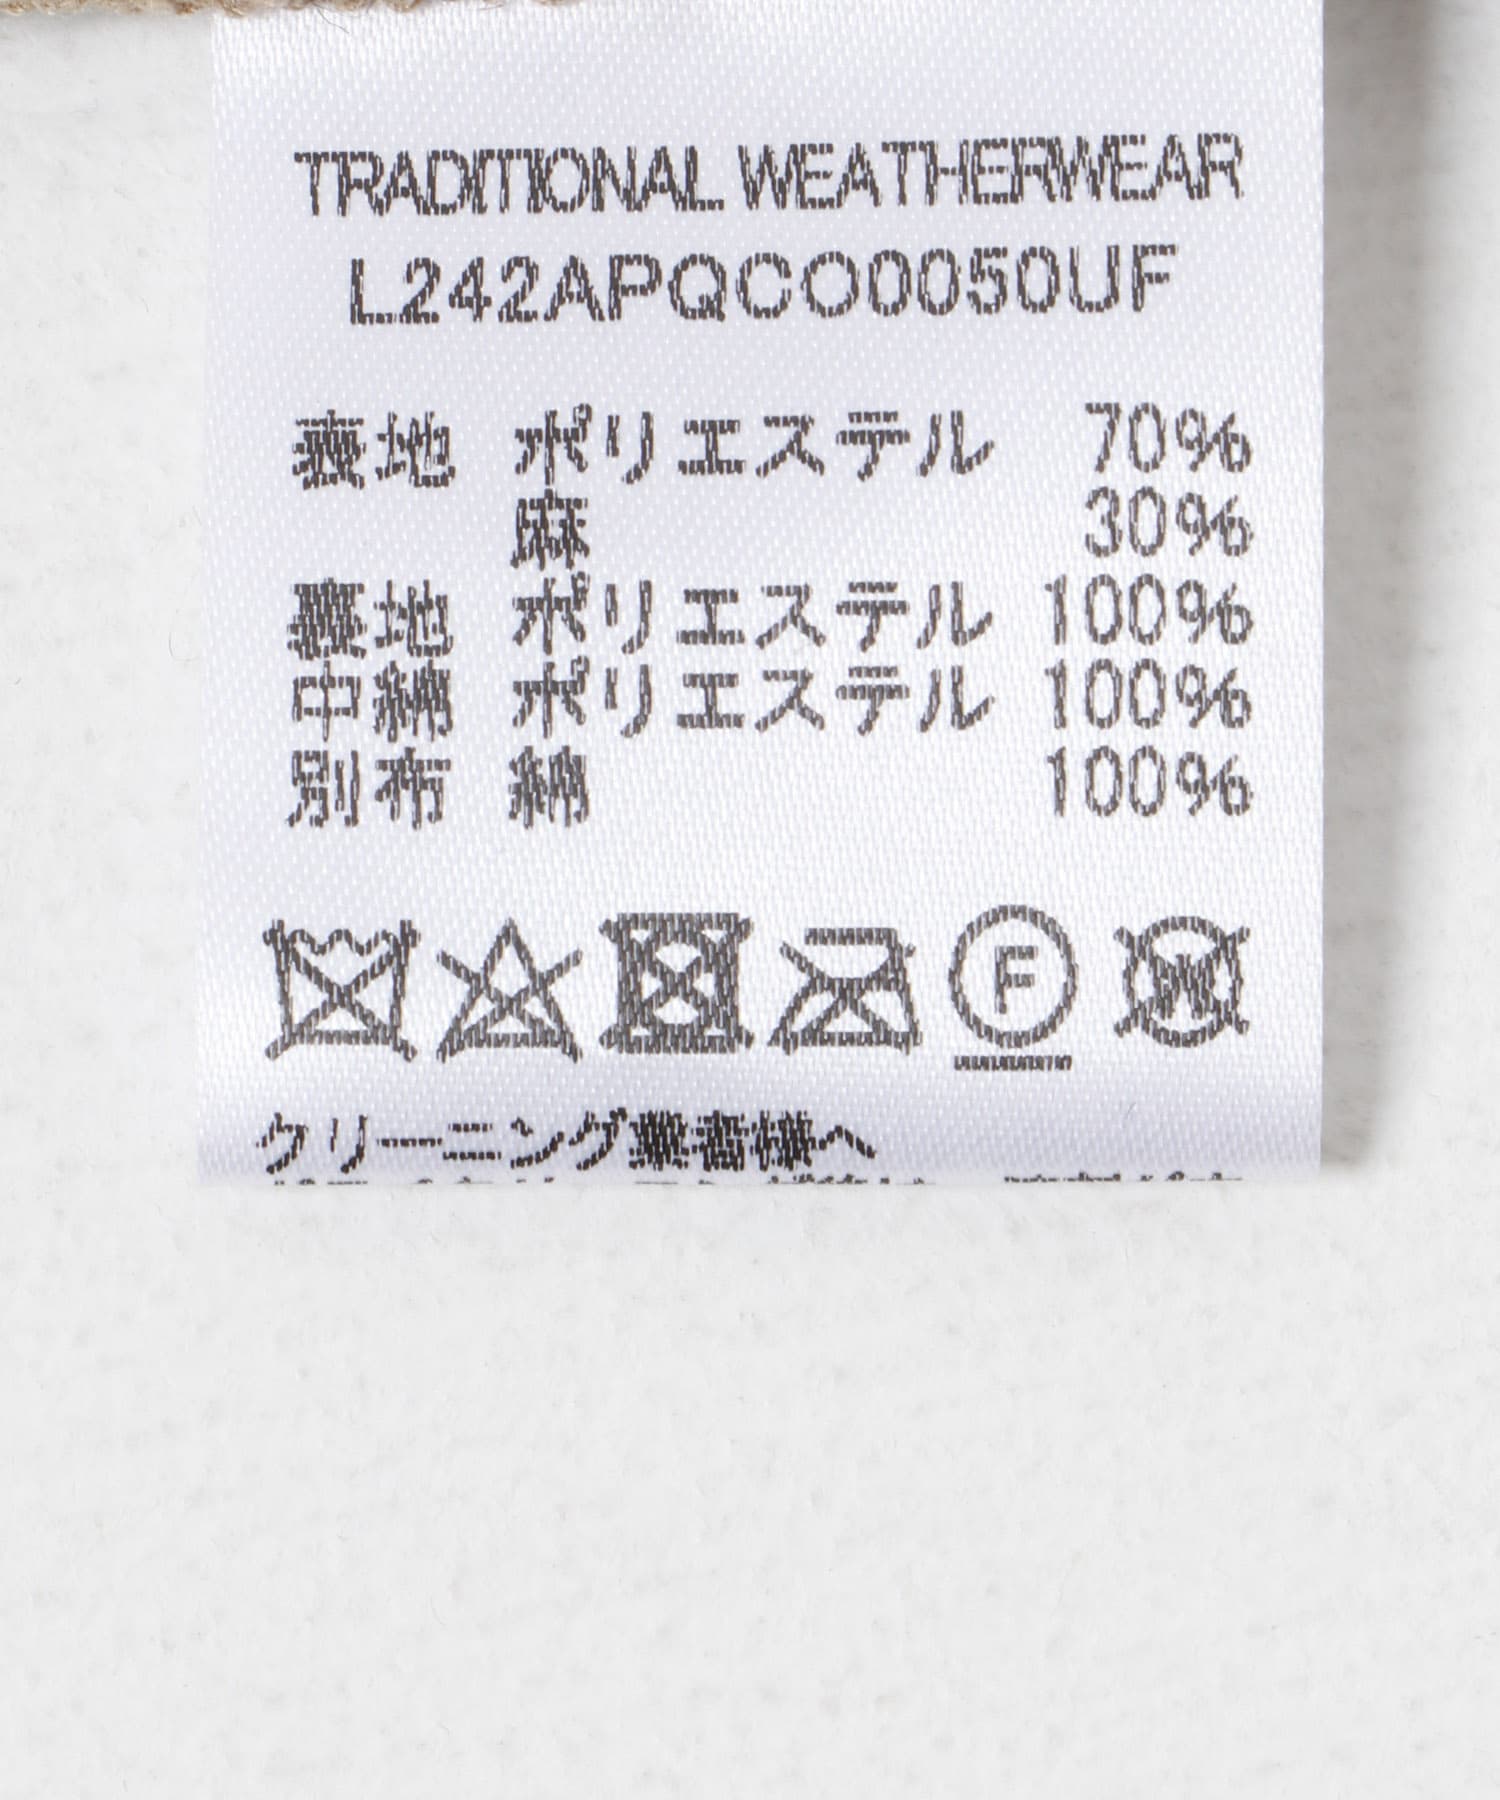 TRADITIONAL WEATHERWEAR
L242APQCO0050UF
表地 ポリエステル 70%
麻 30%
裏地 ポリエステル 100%
中綿 ポリエステル 100%
別布 綿 100%
F
W
クリーニング業者様へ